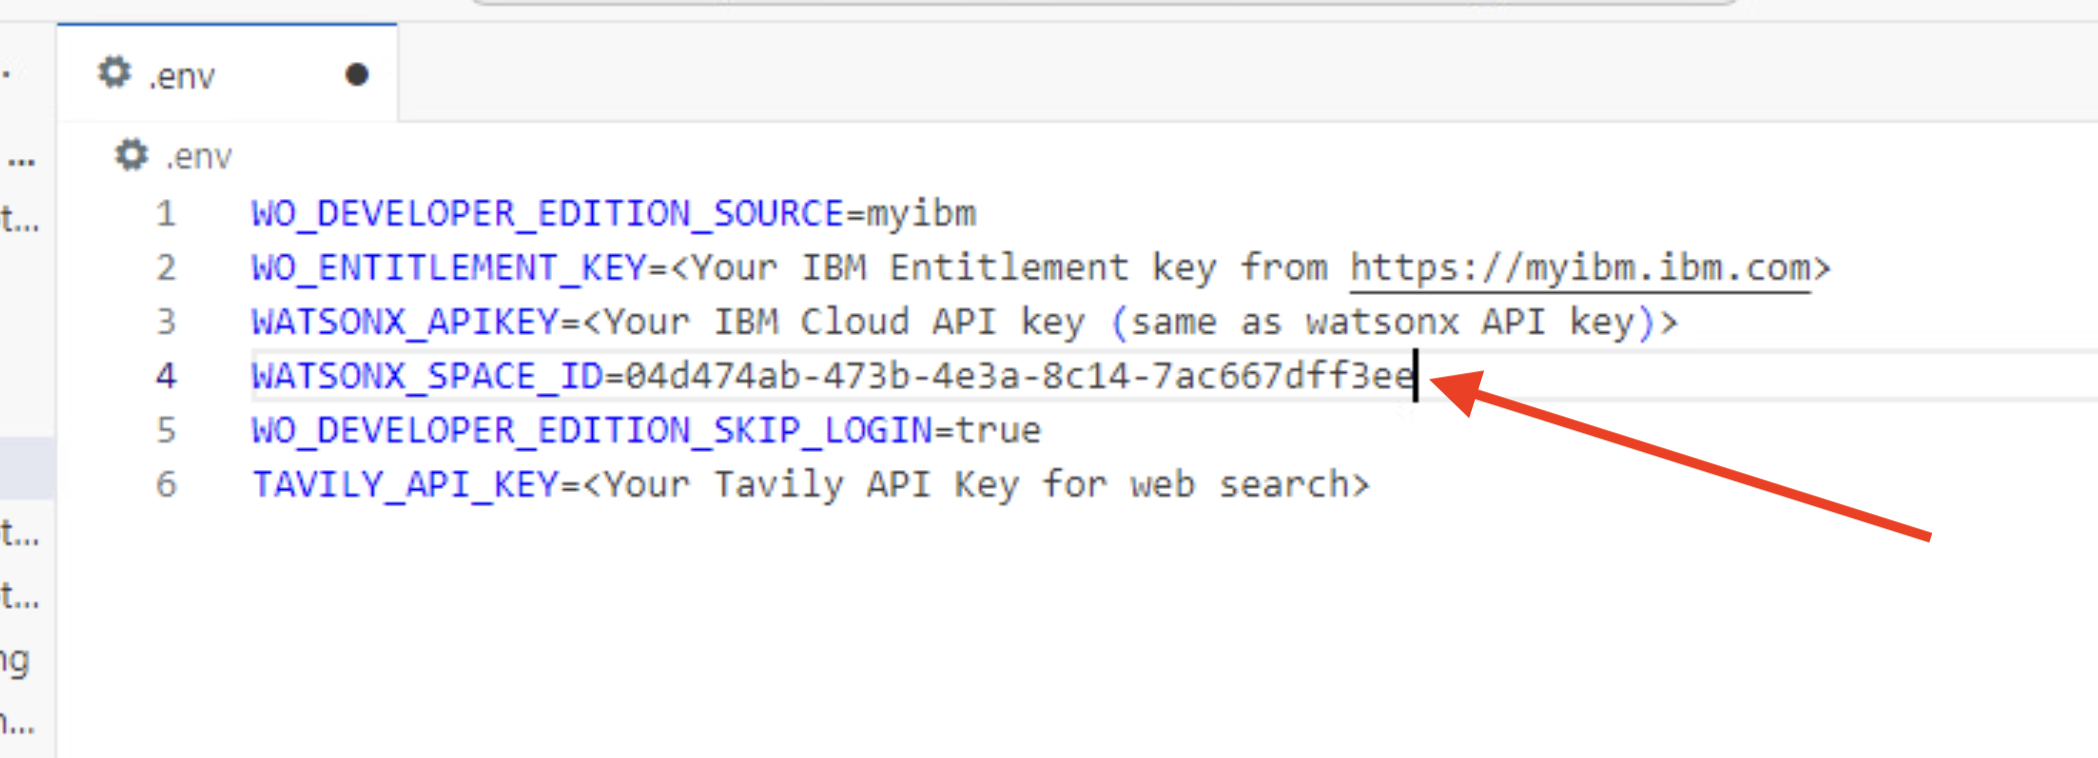 .env
...
.env
t...
1 WO_DEVELOPER_EDITION_SOURCE=myibm
2 WO_ENTITLEMENT_KEY=<Your IBM Entitlement key from https://myibm.ibm.com>
3 WATSONX_APIKEY=<Your IBM Cloud API key (same as watsonx API key)>
4 WATSONX_SPACE_ID=04d474ab-473b-4e3a-8c14-7ac667dff3ee
5 WO_DEVELOPER_EDITION_SKIP_LOGIN=true
6 TAVILY_API_KEY=<Your Tavily API Key for web search>
t...
t...
ng